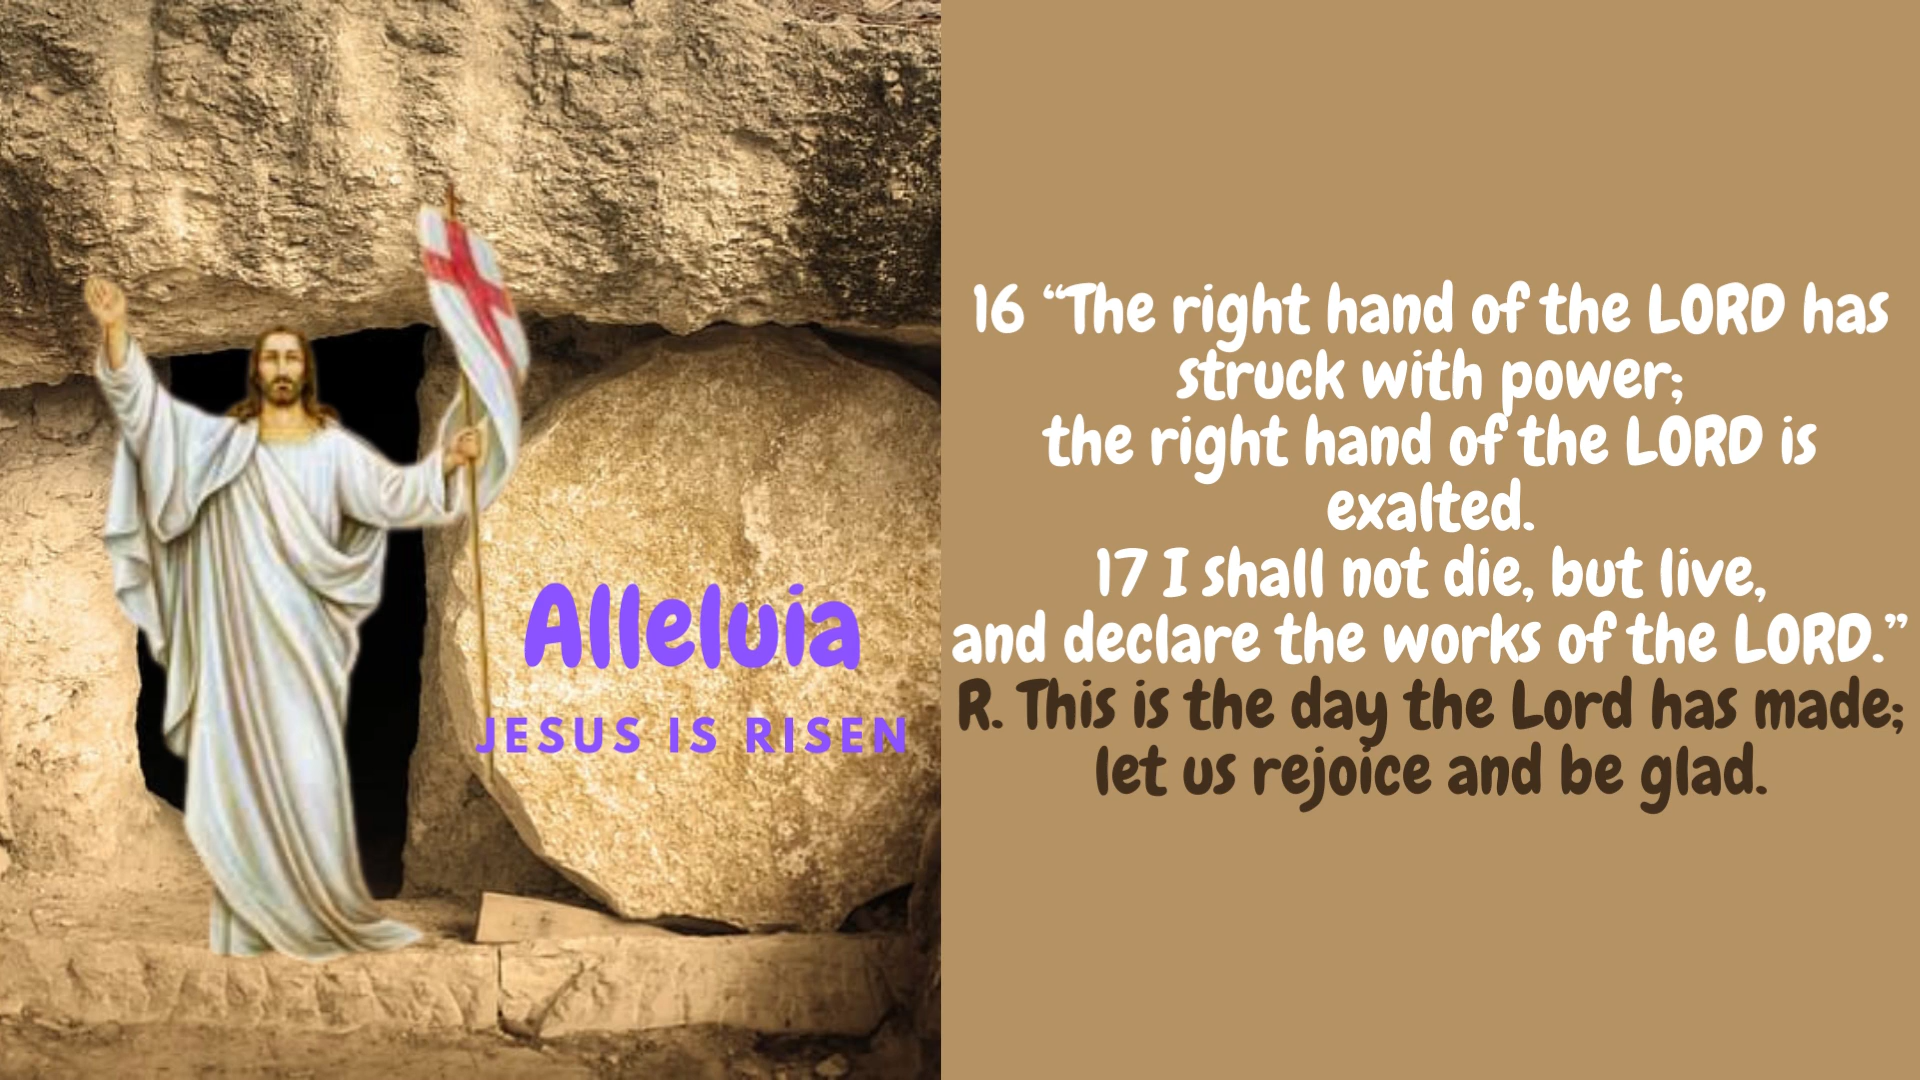 Alleluia
JESUS IS RISEN
16 “The right hand of the LORD has
struck with power;
the right hand of the LORD is
exalted.
17 I shall not die, but live,
and declare the works of the LORD.”
R. This is the day the Lord has made;
let us rejoice and be glad.